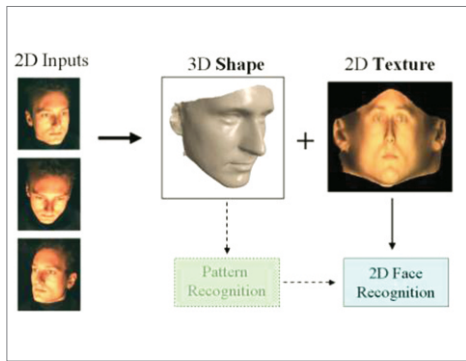 2D Inputs
3D Shape
2D Texture
+
Pattern
Recognition
2D Face
Recognition